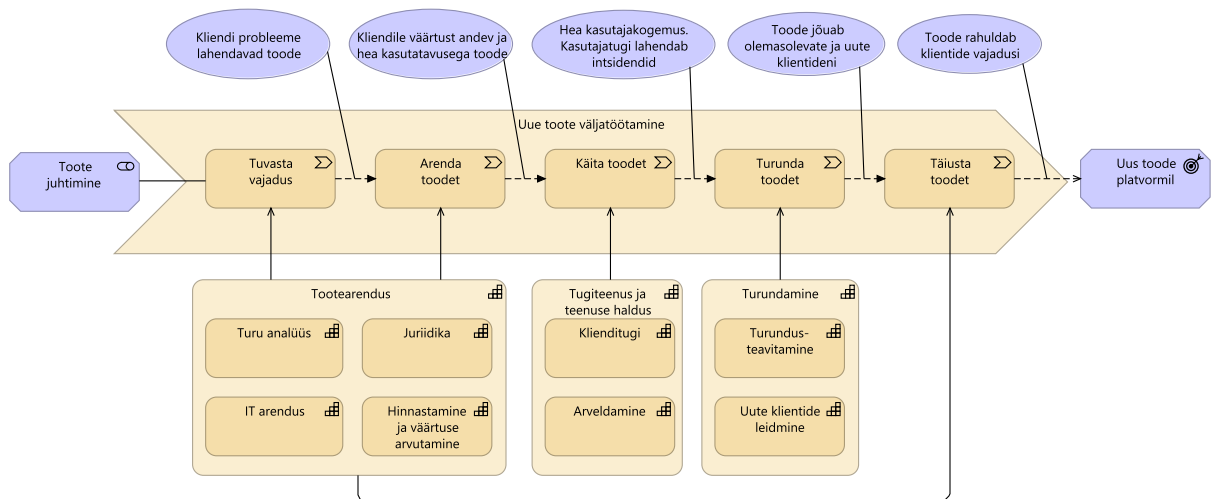 Kliendi probleeme
lahendavad toode
Kliendile väärtust andev ja
hea kasutatavusega toode
Hea kasutajakogemus.
Kasutajatugi lahendab
intsidendid
Toode jõuab
olemasolevate ja uute
klientideni
Toode rahuldab
klientide vajadusi
Uue toote väljatöötamine
Toote
juhtimine
Tuvasta
vajadus
Arenda
toodet
Käita toodet
Turunda
toodet
Täiusta
toodet
Uus toode
platvormil
Tootearendus
Turu analüüs
Juriidika
IT arendus
Hinnastamine
ja väärtuse
arvutamine
Tugiteenus ja
teenuse haldus
Klienditugi
Arveldamine
Turundamine
Turundus-
teavitamine
Uute klientide
leidmine